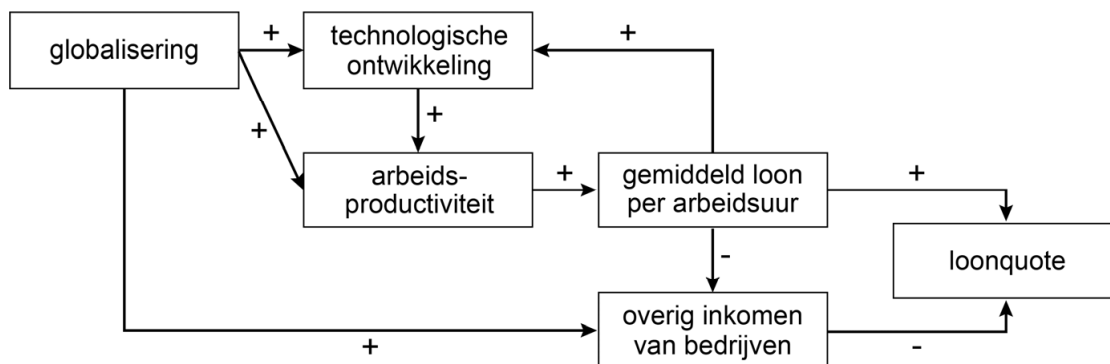 globalisering
+
technologische
ontwikkeling
+
+
+
arbeids-
productiviteit
+
gemiddeld loon
per arbeidsuur
+
-
loonquote
+
overig inkomen
van bedrijven
-